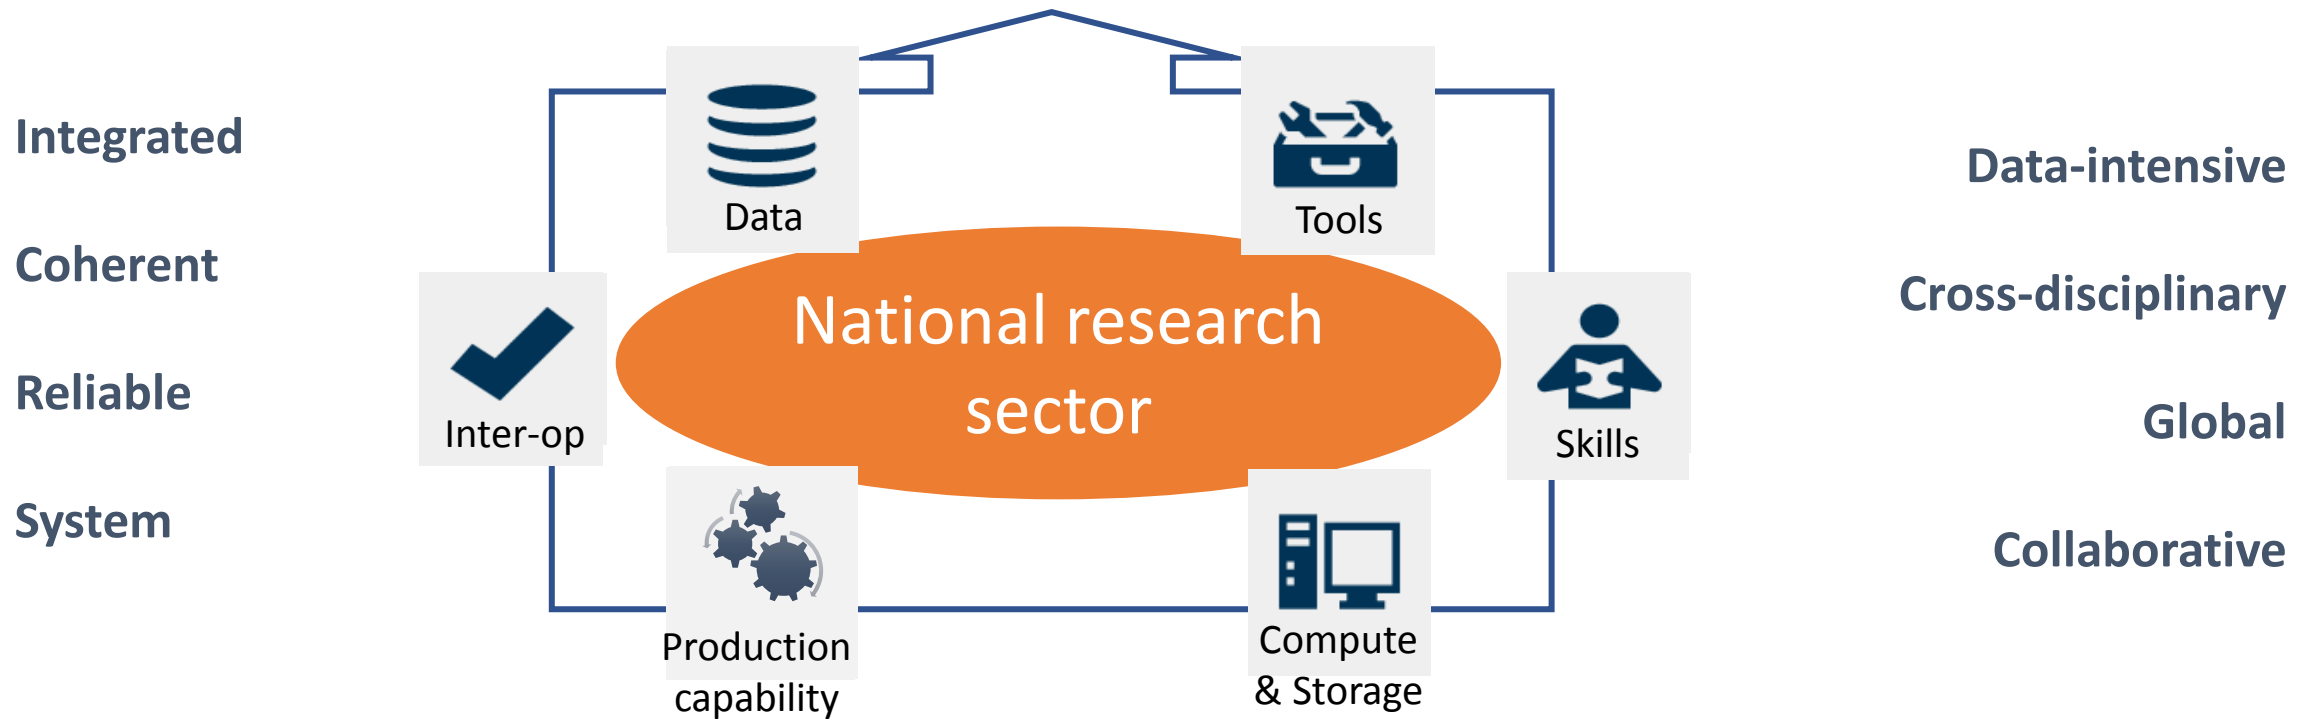 Integrated
Coherent
Reliable
System
Data
Tools
Inter-op
National research
sector
Skills
Production
capability
Compute
& Storage
Data-intensive
Cross-disciplinary
Global
Collaborative